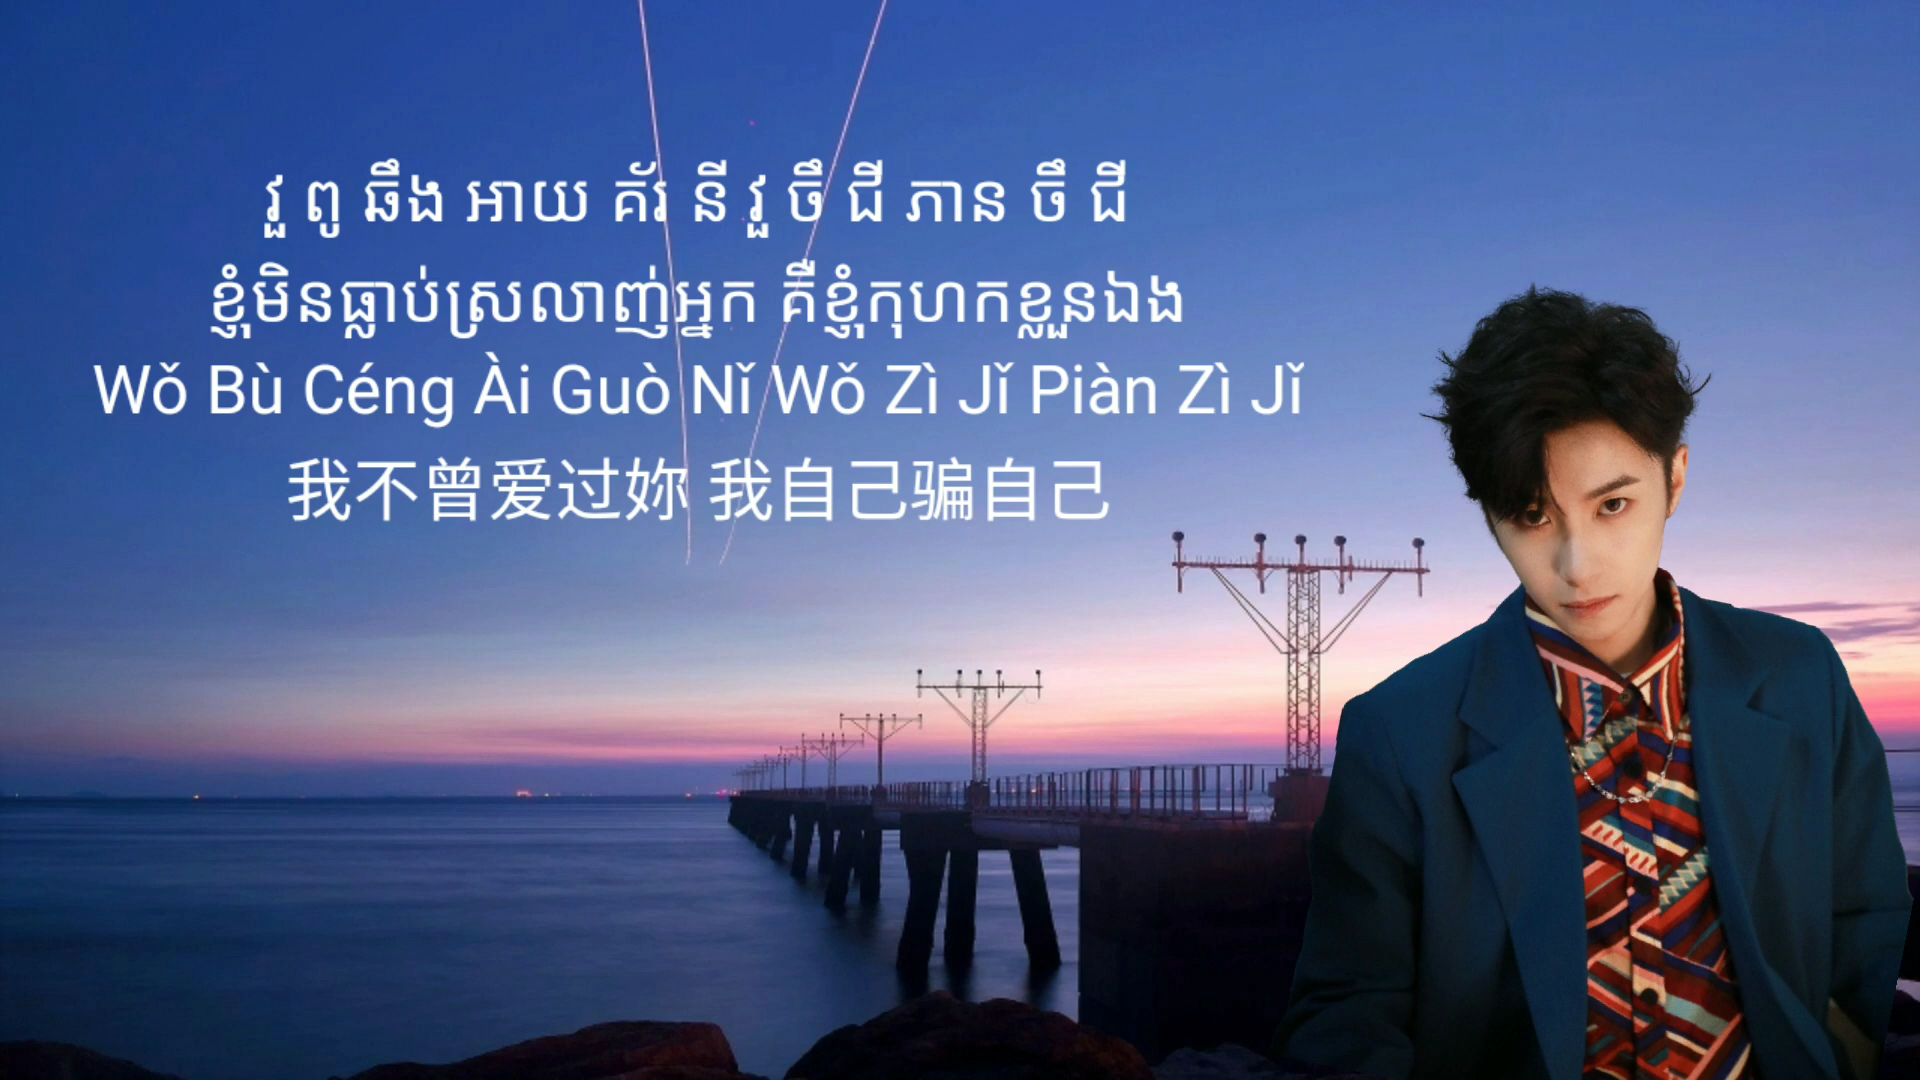 វួ ពូ ឆឹង អាយ គ័រ នី វួ ចឺ ជី ភាន ចឺ ជី
ខ្ញុំមិនធ្លាប់ស្រលាញ់អ្នក គឺខ្ញុំកុហកខ្លួនឯង
Wǒ Bù Céng Ài Guò Nǐ Wǒ Zì Jǐ Piàn Zì Jǐ
我不曾爱过妳 我自己骗自己